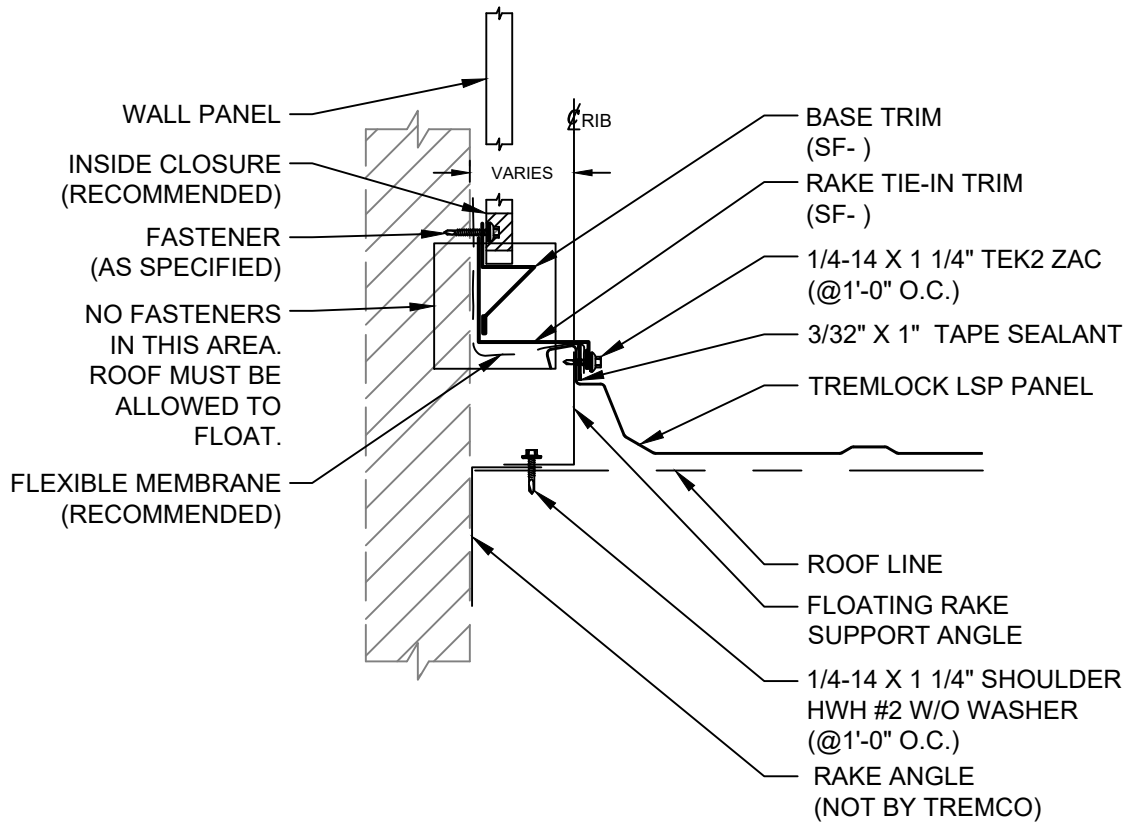 WALL PANEL
INSIDE CLOSURE
(RECOMMENDED)
FASTENER
(AS SPECIFIED)
NO FASTENERS
IN THIS AREA.
ROOF MUST BE
ALLOWED TO
FLOAT.
FLEXIBLE MEMBRANE
(RECOMMENDED)
℄ RIB
VARIES
BASE TRIM
(SF- )
RAKE TIE-IN TRIM
(SF- )
1/4-14 X 1 1/4" TEK2 ZAC
(@1'-0" O.C.)
3/32" X 1" TAPE SEALANT
TREMLOCK LSP PANEL
ROOF LINE
FLOATING RAKE
SUPPORT ANGLE
1/4-14 X 1 1/4" SHOULDER
HWH #2 W/O WASHER
(@1'-0" O.C.)
RAKE ANGLE
(NOT BY TREMCO)